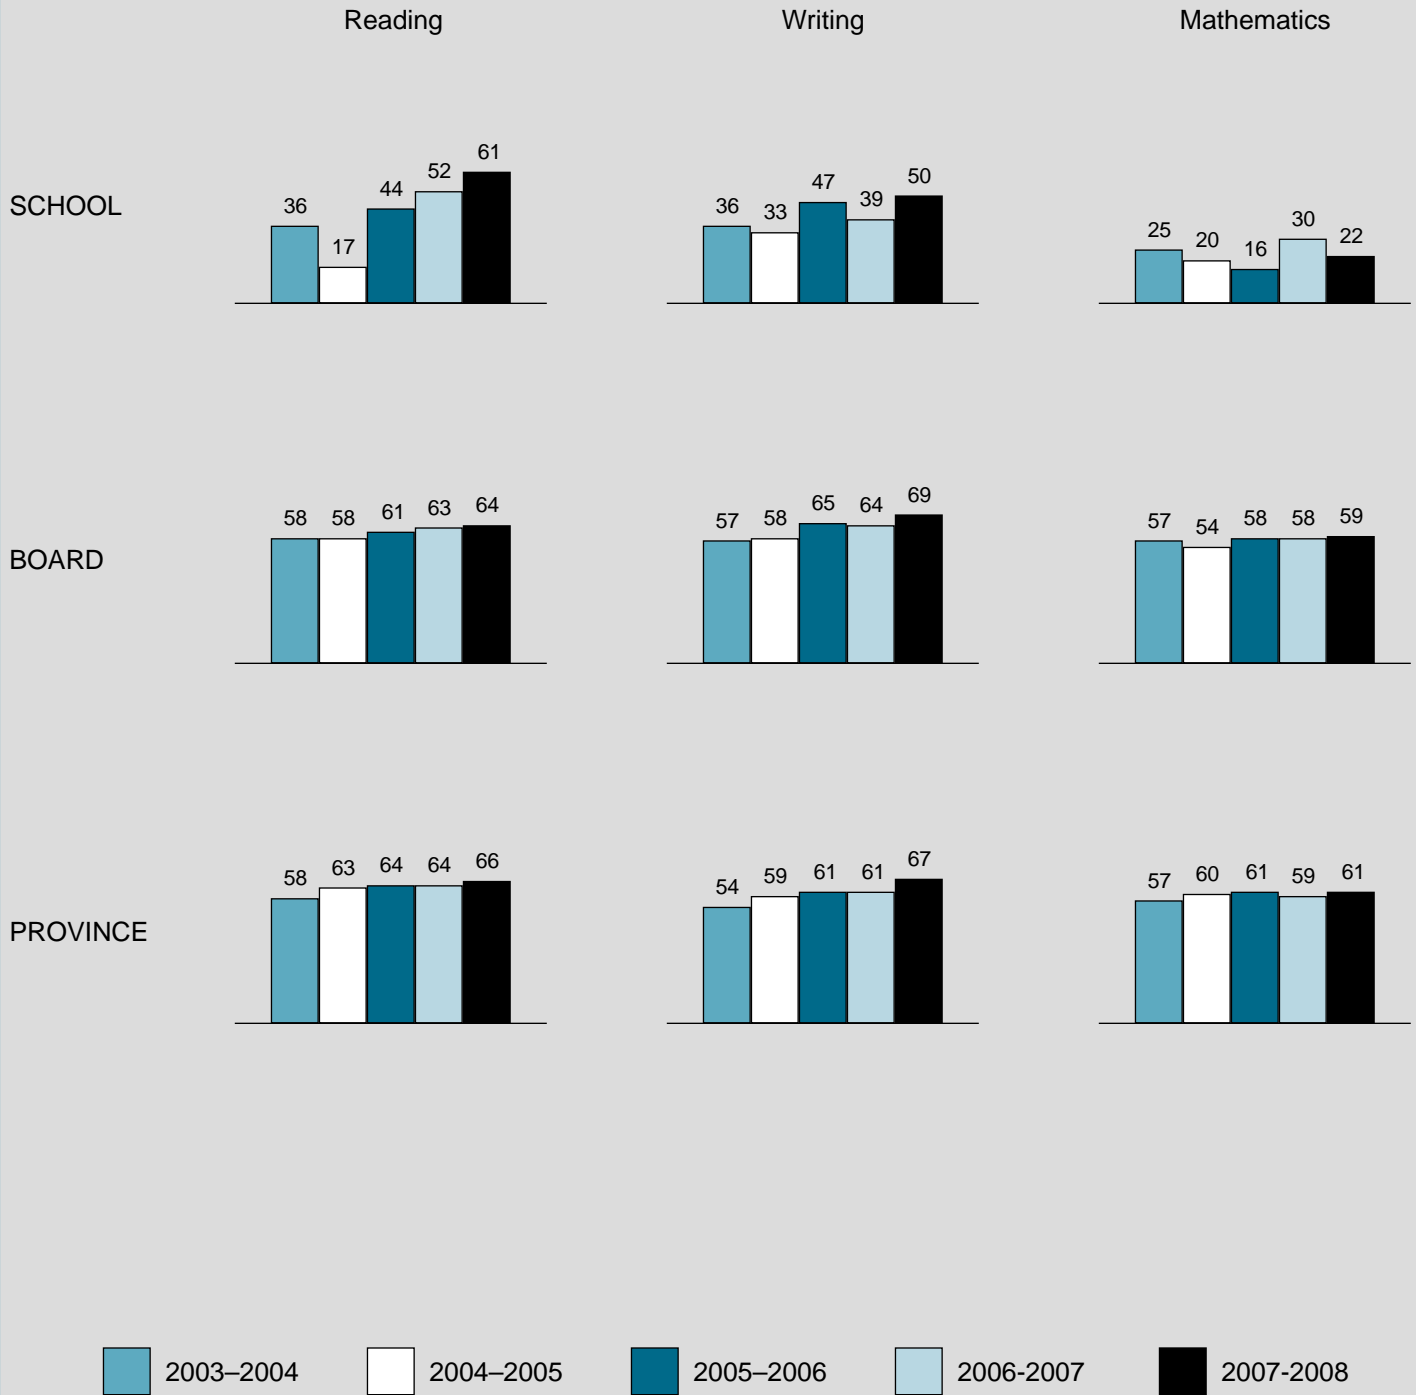 Reading Writing Mathematics
SCHOOL
36 17 44 52 61
36 33 47 39 50
25 20 16 30 22
BOARD
58 58 61 63 64
57 58 65 64 69
57 54 58 58 59
PROVINCE
58 63 64 64 66
54 59 61 61 67
57 60 61 59 61
2003–2004 2004–2005 2005–2006 2006-2007 2007-2008